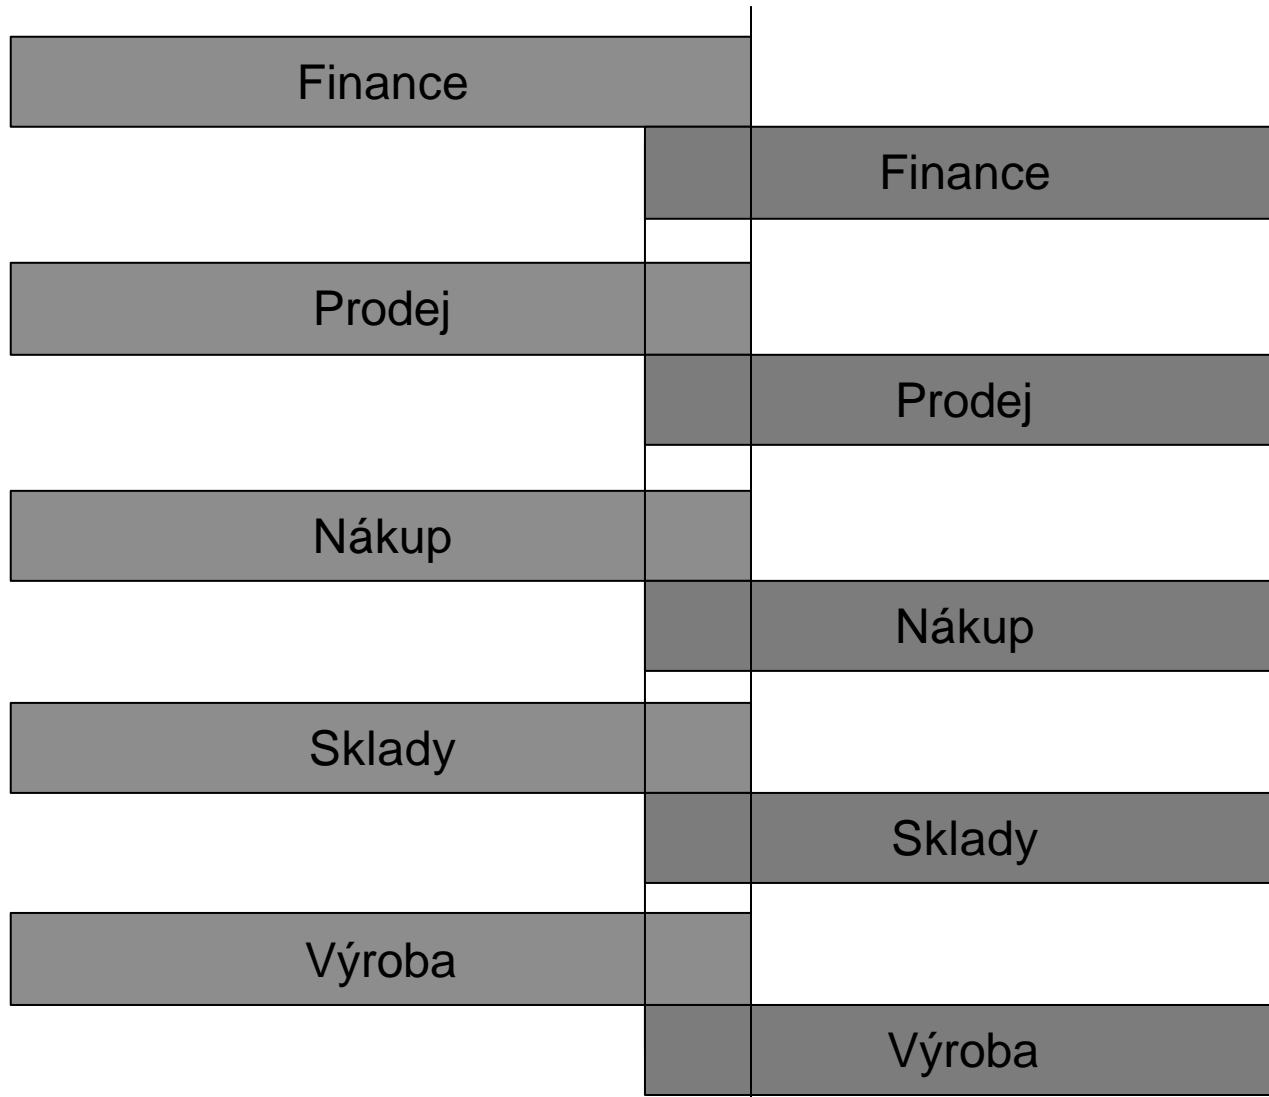 Finance
Finance
Prodej
Prodej
Nákup
Nákup
Sklady
Sklady
Výroba
Výroba